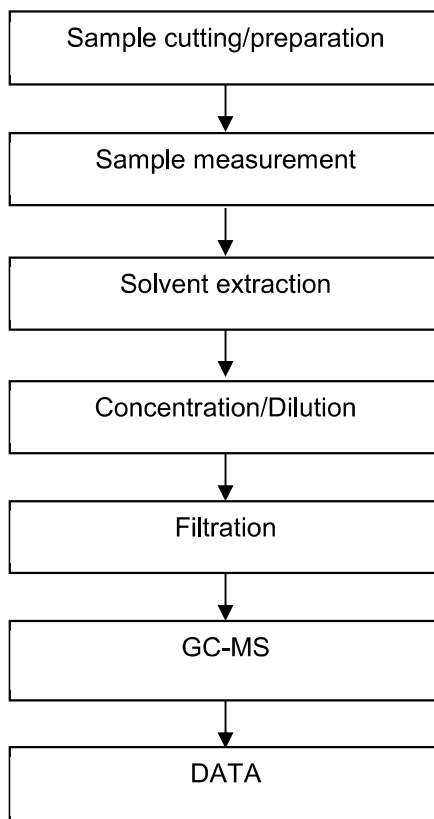 Sample cutting/preparation
Sample measurement
Solvent extraction
Concentration/Dilution
Filtration
GC-MS
DATA